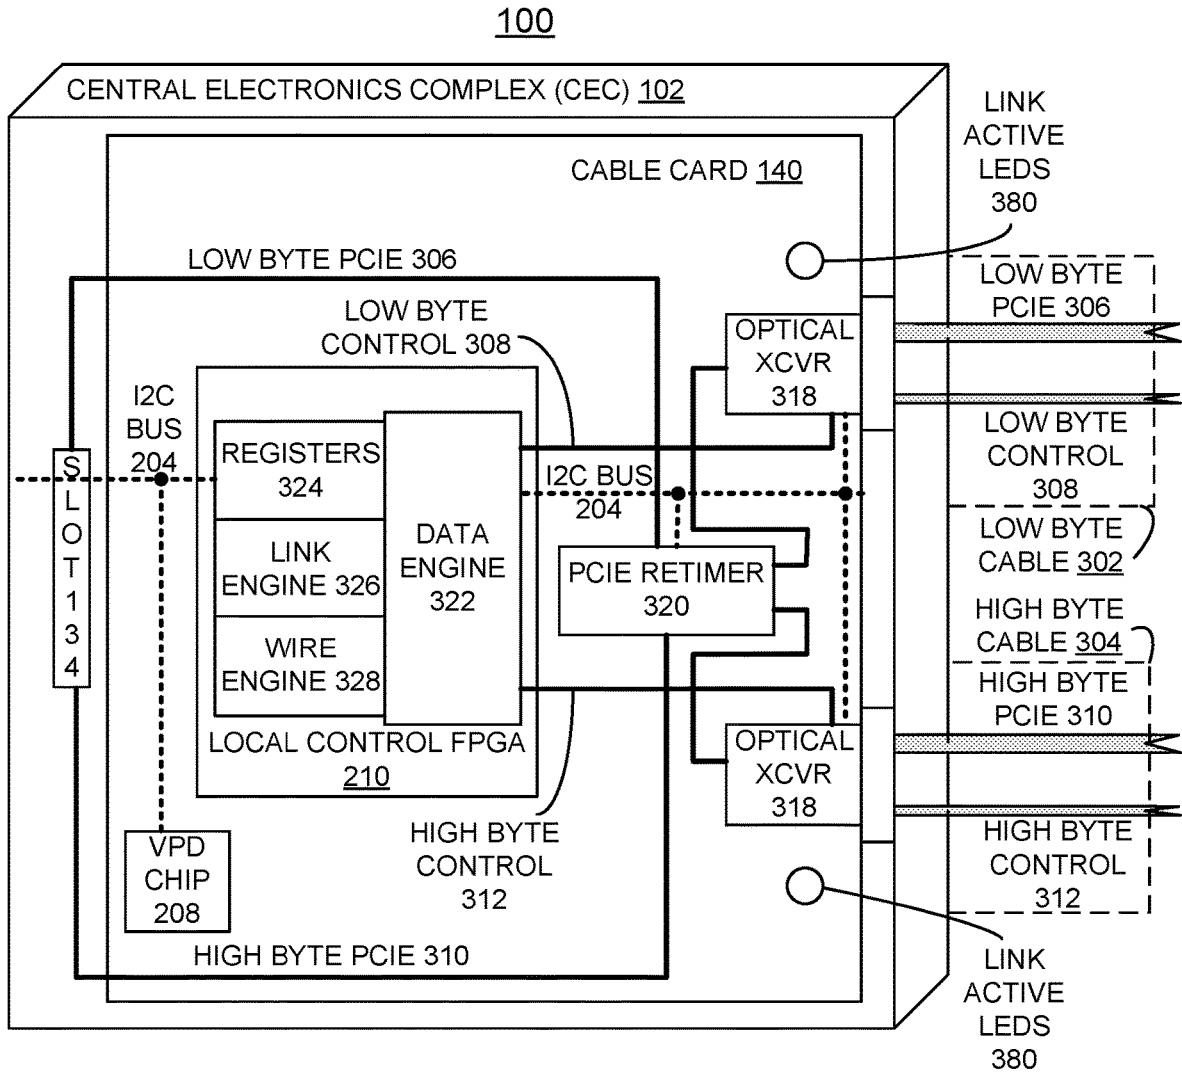 100
CENTRAL ELECTRONICS COMPLEX (CEC) 102
CABLE CARD 140
LINK
ACTIVE
LEDS
380
LOW BYTE PCIE 306
LOW BYTE
CONTROL 308
LOW BYTE
PCIE 306
OPTICAL
XCVR
318
I2C
BUS
204
SLOT134
REGISTERS
324
LINK
ENGINE 326
WIRE
ENGINE 328
DATA
ENGINE
322
LOCAL CONTROL FPGA
210
I2C BUS
204
PCIE RETIMER
320
LOW BYTE
CONTROL
308
LOW BYTE
CABLE 302
HIGH BYTE
CABLE 304
HIGH BYTE
PCIE 310
OPTICAL
XCVR
318
HIGH BYTE
CONTROL
312
HIGH BYTE
CONTROL
312
VPD
CHIP
208
HIGH BYTE PCIE 310
LINK
ACTIVE
LEDS
380